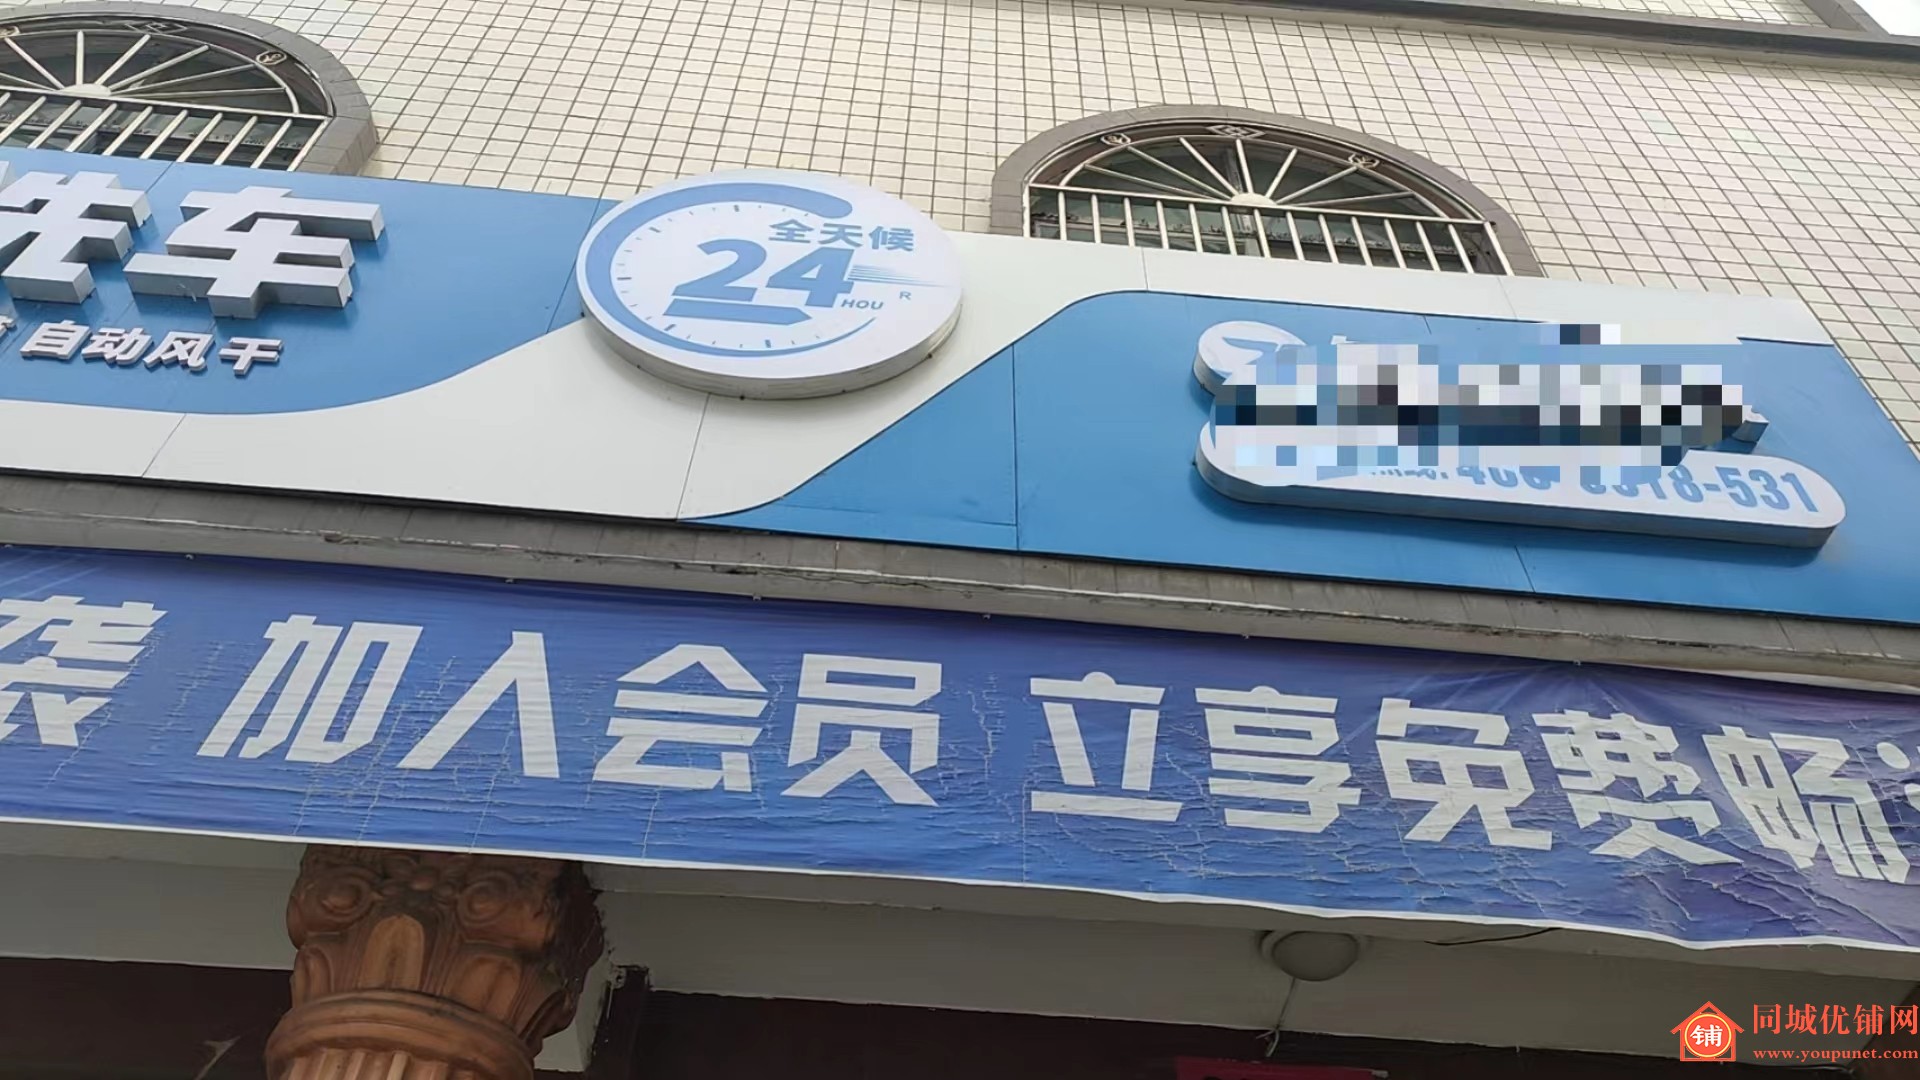 洗车
自动风干
全天候
24
HOU R
8-531
袭 加入会员 立享免费畅
铺
同城优铺网
www.youpunet.com